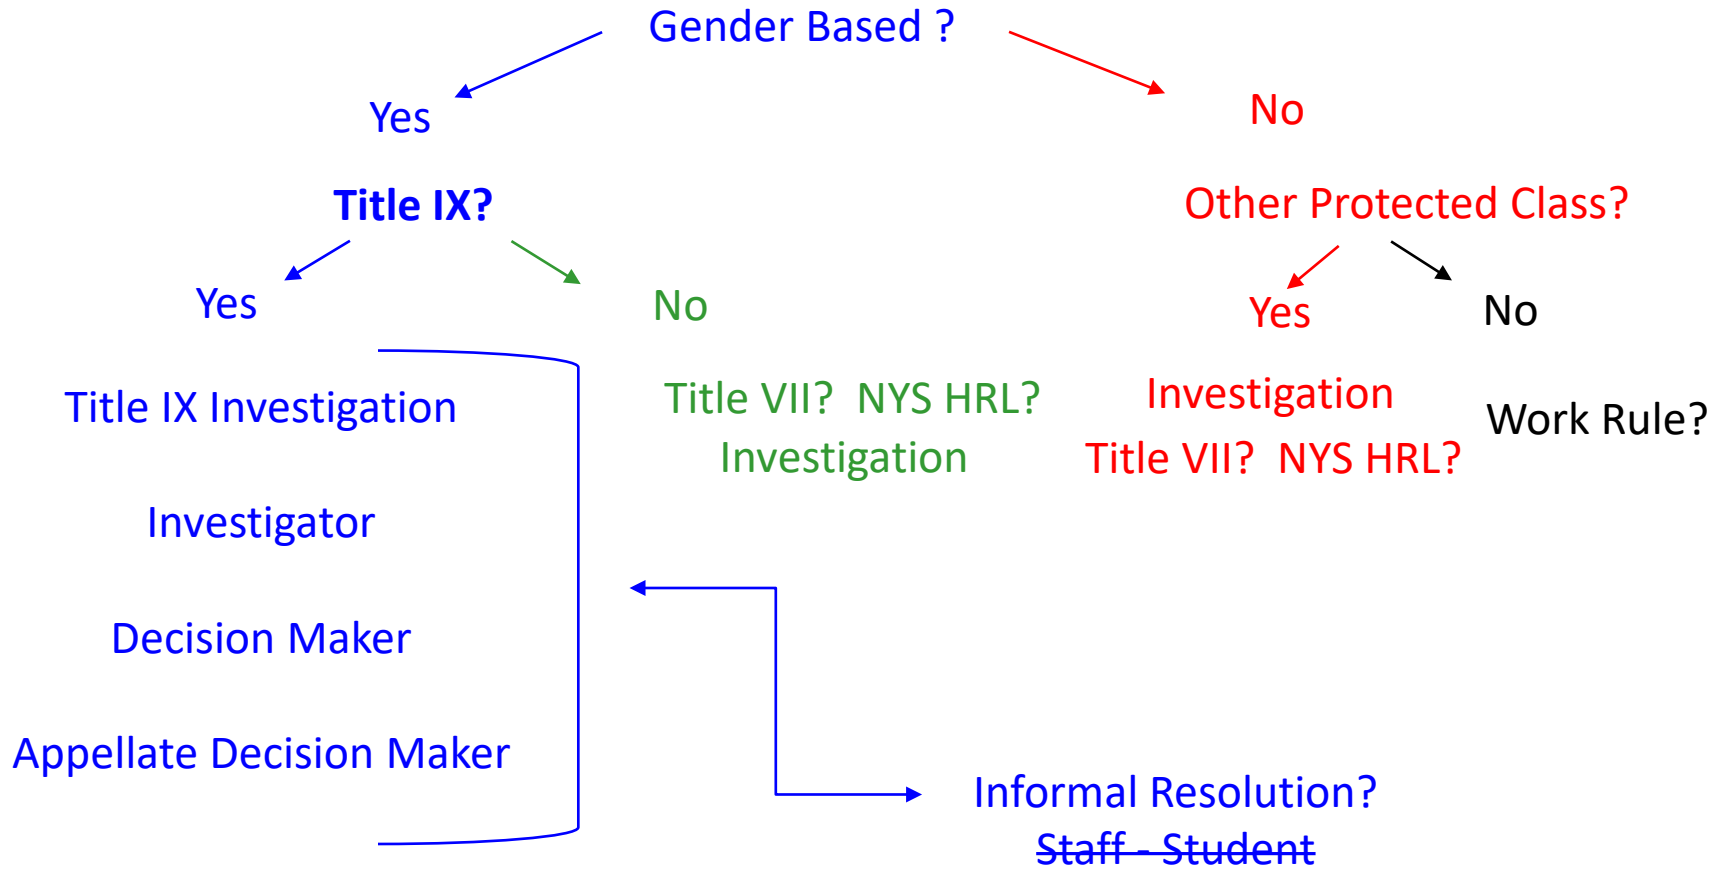 Gender Based ?
Yes
No
Title IX?
Other Protected Class?
Yes
No
Yes
No
Title IX Investigation
Title VII?  NYS HRL?
Investigation
Investigation
Title VII?  NYS HRL?
Work Rule?
Investigator
Decision Maker
Appellate Decision Maker
Informal Resolution?
Staff - Student